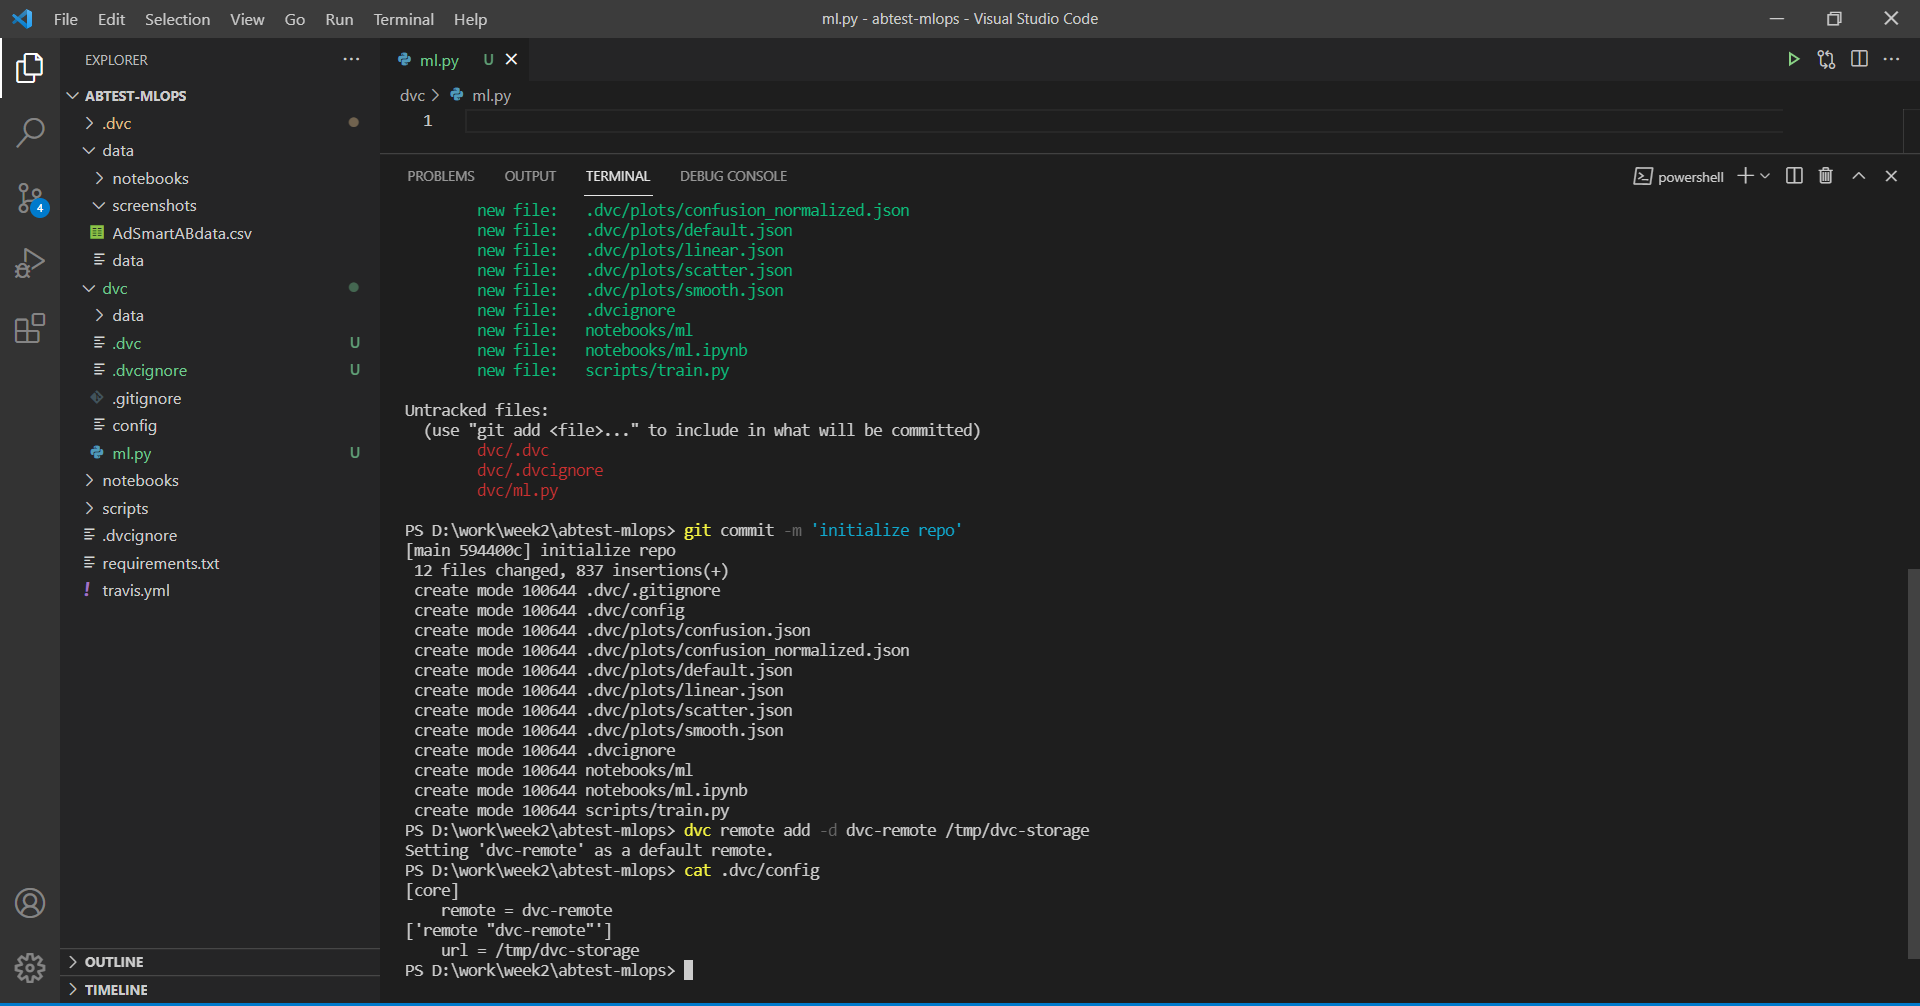 File Edit Selection View Go Run Terminal Help
ml.py - abtest-mlops - Visual Studio Code
EXPLORER
ABTEST-MLOPS
.dvc
data
notebooks
screenshots
AdSmartABdata.csv
data
dvc
data
.dvc U
.dvcignore U
.gitignore
config
ml.py U
notebooks
scripts
.dvcignore
requirements.txt
! travis.yml
OUTLINE
TIMELINE
4
ml.py U
dvc > ml.py
1
PROBLEMS OUTPUT TERMINAL DEBUG CONSOLE
powershell
new file: .dvc/plots/confusion_normalized.json
new file: .dvc/plots/default.json
new file: .dvc/plots/linear.json
new file: .dvc/plots/scatter.json
new file: .dvc/plots/smooth.json
new file: .dvcignore
new file: notebooks/ml
new file: notebooks/ml.ipynb
new file: scripts/train.py
Untracked files:
(use "git add <file>..." to include in what will be committed)
dvc/.dvc
dvc/.dvcignore
dvc/ml.py
PS D:\work\week2\abtest-mlops> git commit -m 'initialize repo'
[main 594400c] initialize repo
12 files changed, 837 insertions(+)
create mode 100644 .dvc/.gitignore
create mode 100644 .dvc/config
create mode 100644 .dvc/plots/confusion.json
create mode 100644 .dvc/plots/confusion_normalized.json
create mode 100644 .dvc/plots/default.json
create mode 100644 .dvc/plots/linear.json
create mode 100644 .dvc/plots/scatter.json
create mode 100644 .dvc/plots/smooth.json
create mode 100644 .dvcignore
create mode 100644 notebooks/ml
create mode 100644 notebooks/ml.ipynb
create mode 100644 scripts/train.py
PS D:\work\week2\abtest-mlops> dvc remote add -d dvc-remote /tmp/dvc-storage
Setting 'dvc-remote' as a default remote.
PS D:\work\week2\abtest-mlops> cat .dvc/config
[core]
remote = dvc-remote
['remote "dvc-remote"']
url = /tmp/dvc-storage
PS D:\work\week2\abtest-mlops>